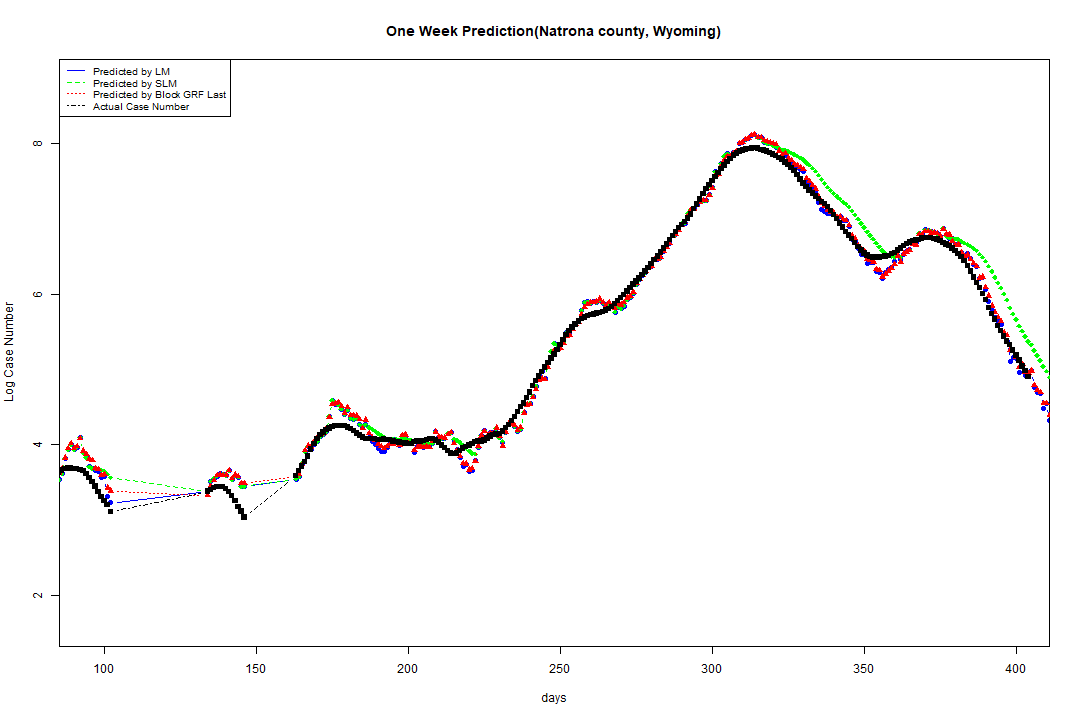 One Week Prediction(Natrona county, Wyoming)
Predicted by LM
Predicted by SLM
Predicted by Block GRF Last
Actual Case Number
Log Case Number
8
6
4
2
100 150 200 250 300 350 400
days